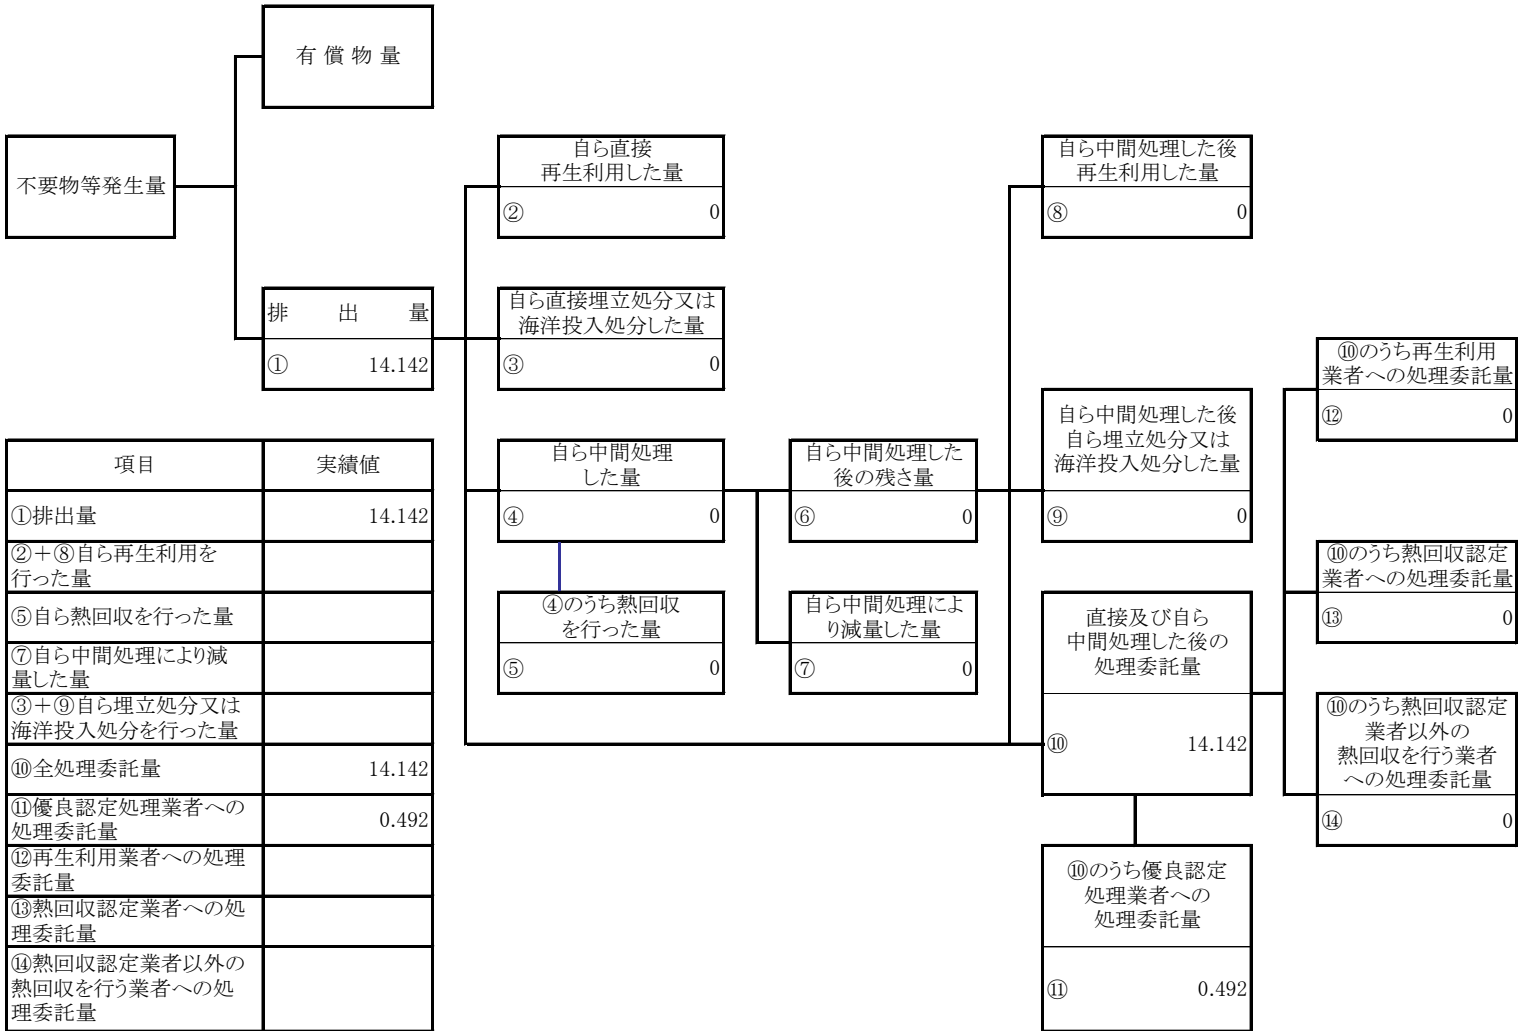 有 償 物 量
不要物等発生量
自ら直接
再生利用した量
② 0
自ら中間処理した後
再生利用した量
⑧ 0
排 出 量
① 14.142
自ら直接埋立処分又は
海洋投入処分した量
③ 0
⑩のうち再生利用
業者への処理委託量
⑫ 0
自ら中間処理
した量
④ 0
自ら中間処理した
後の残さ量
⑥ 0
自ら中間処理した後
自ら埋立処分又は
海洋投入処分した量
⑨ 0
④のうち熱回収
を行った量
⑤ 0
自ら中間処理によ
り減量した量
⑦ 0
直接及び自ら
中間処理した後の
処理委託量
⑩ 14.142
⑩のうち熱回収認定
業者への処理委託量
⑬ 0
⑩のうち熱回収認定
業者以外の
熱回収を行う業者
への処理委託量
⑭ 0
⑩のうち優良認定
処理業者への
処理委託量
⑪ 0.492
項目 実績値
①排出量 14.142
②＋⑧自ら再生利用を
行った量
⑤自ら熱回収を行った量
⑦自ら中間処理により減
量した量
③＋⑨自ら埋立処分又は
海洋投入処分を行った量
⑩全処理委託量 14.142
⑪優良認定処理業者への
処理委託量 0.492
⑫再生利用業者への処理
委託量
⑬熱回収認定業者への処
理委託量
⑭熱回収認定業者以外の
熱回収を行う業者への処
理委託量